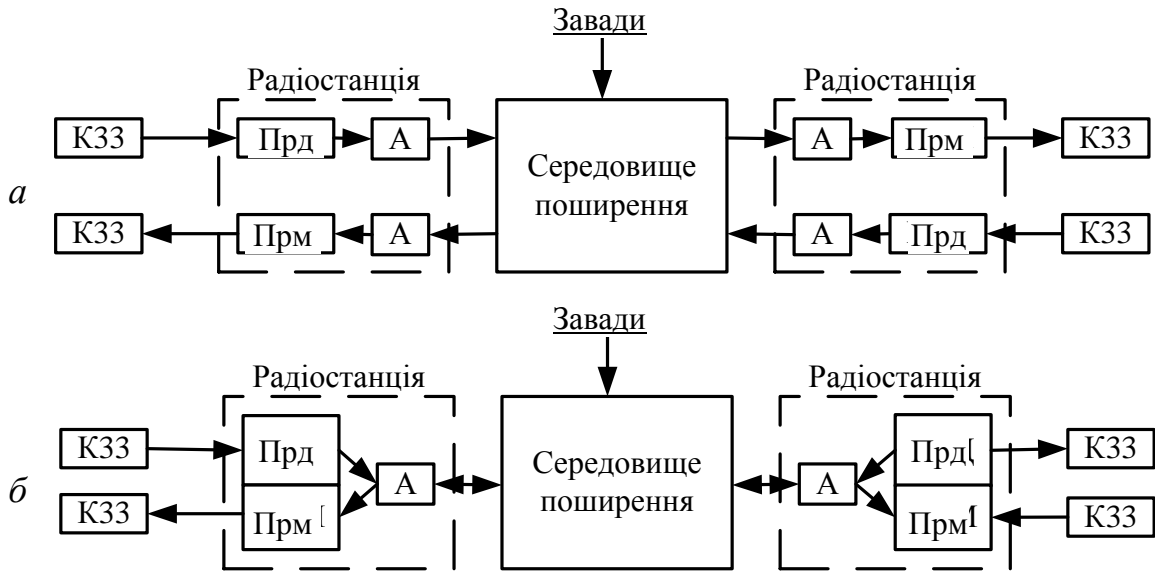 Завади
Радіостанція
Радіостанція
КЗЗ
Прд
А
А
Прм
КЗЗ
а
Середовище
поширення
КЗЗ
Прм
А
А
Прд
КЗЗ
Завади
Радіостанція
Радіостанція
КЗЗ
Прд
Прд
КЗЗ
б
А
Середовище
поширення
А
КЗЗ
Прм
Прм
КЗЗ